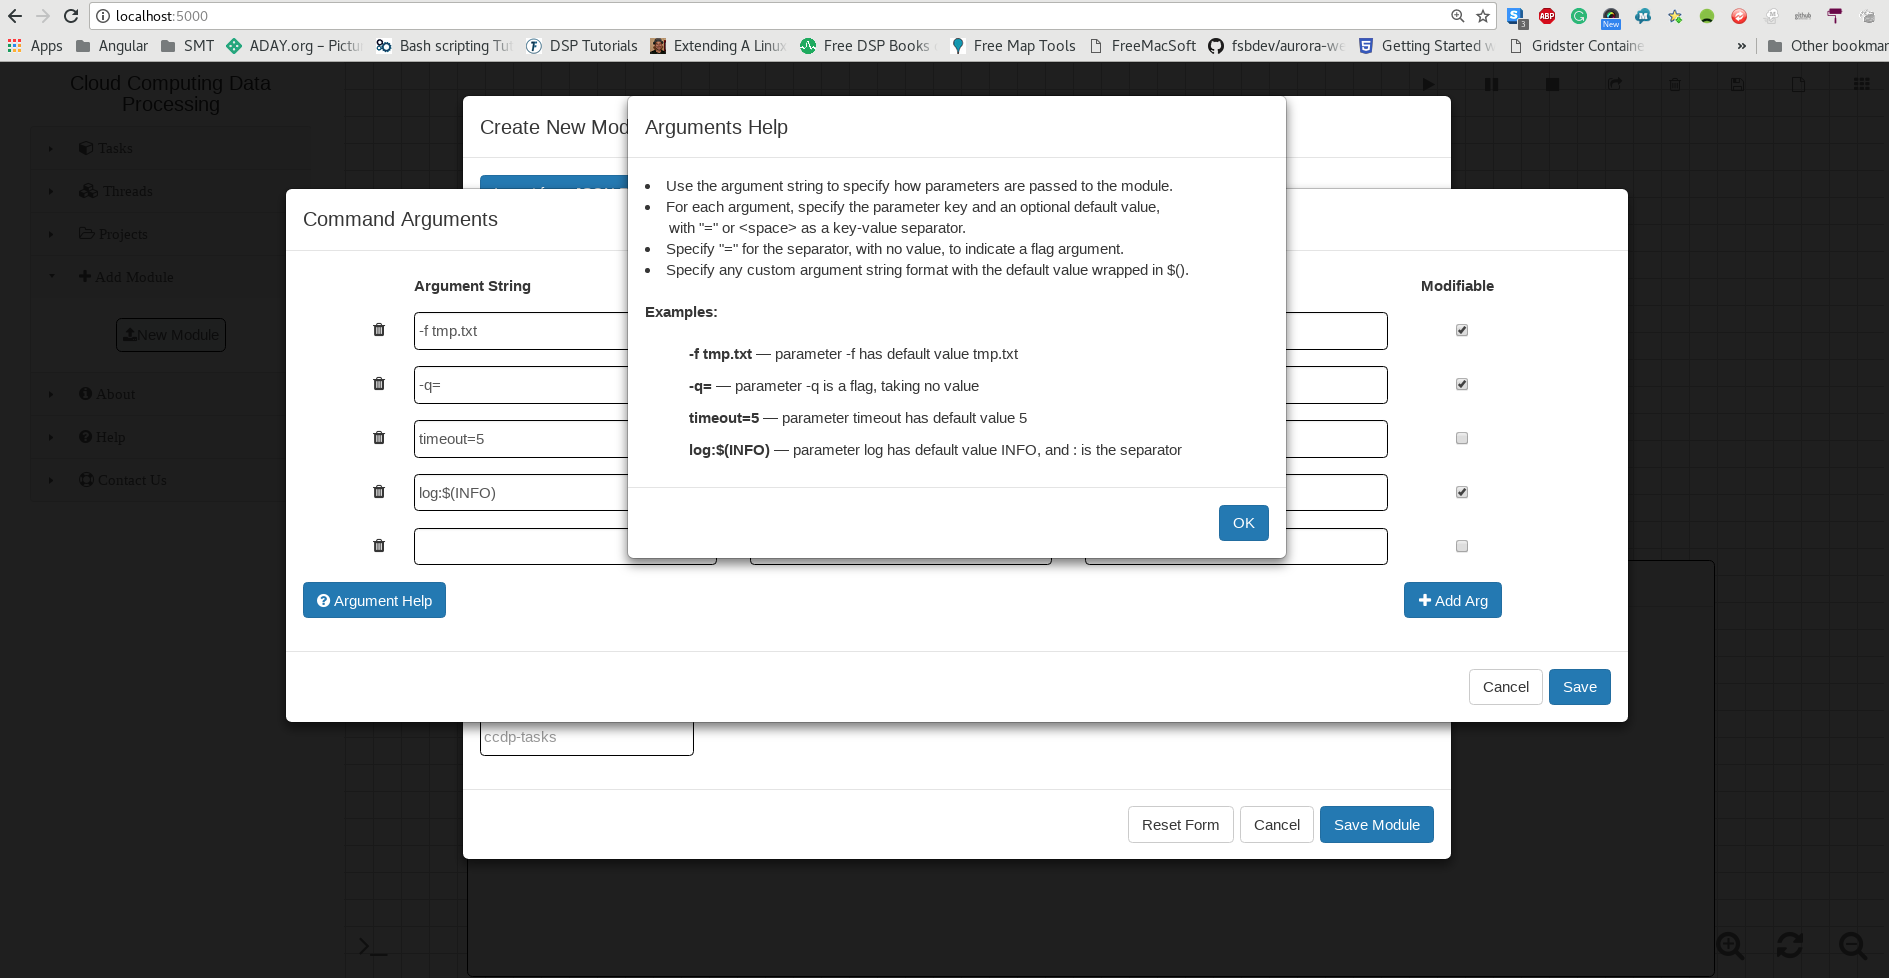 localhost:5000
3
ABP
New
M
github
Apps
Angular
SMT
ADAY.org – Pictu
Bash scripting Tut
DSP Tutorials
Extending A Linux
Free DSP Books
Free Map Tools
FreeMacSoft
fsbdev/aurora-we
Getting Started w
Gridster Containe
»
Other bookmar
Cloud Computing Data
Processing
Tasks
Threads
Projects
Add Module
New Module
About
Help
Contact Us
Create New Mod
Arguments Help
• Use the argument string to specify how parameters are passed to the module.
• For each argument, specify the parameter key and an optional default value,
with "=" or <space> as a key-value separator.
• Specify "=" for the separator, with no value, to indicate a flag argument.
• Specify any custom argument string format with the default value wrapped in $().
Examples:
-f tmp.txt — parameter -f has default value tmp.txt
-q= — parameter -q is a flag, taking no value
timeout=5 — parameter timeout has default value 5
log:$(INFO) — parameter log has default value INFO, and : is the separator
OK
Command Arguments
Argument String
Modifiable
-f tmp.txt
-q=
timeout=5
log:$(INFO)
Argument Help
Add Arg
Cancel
Save
ccdp-tasks
Reset Form
Cancel
Save Module